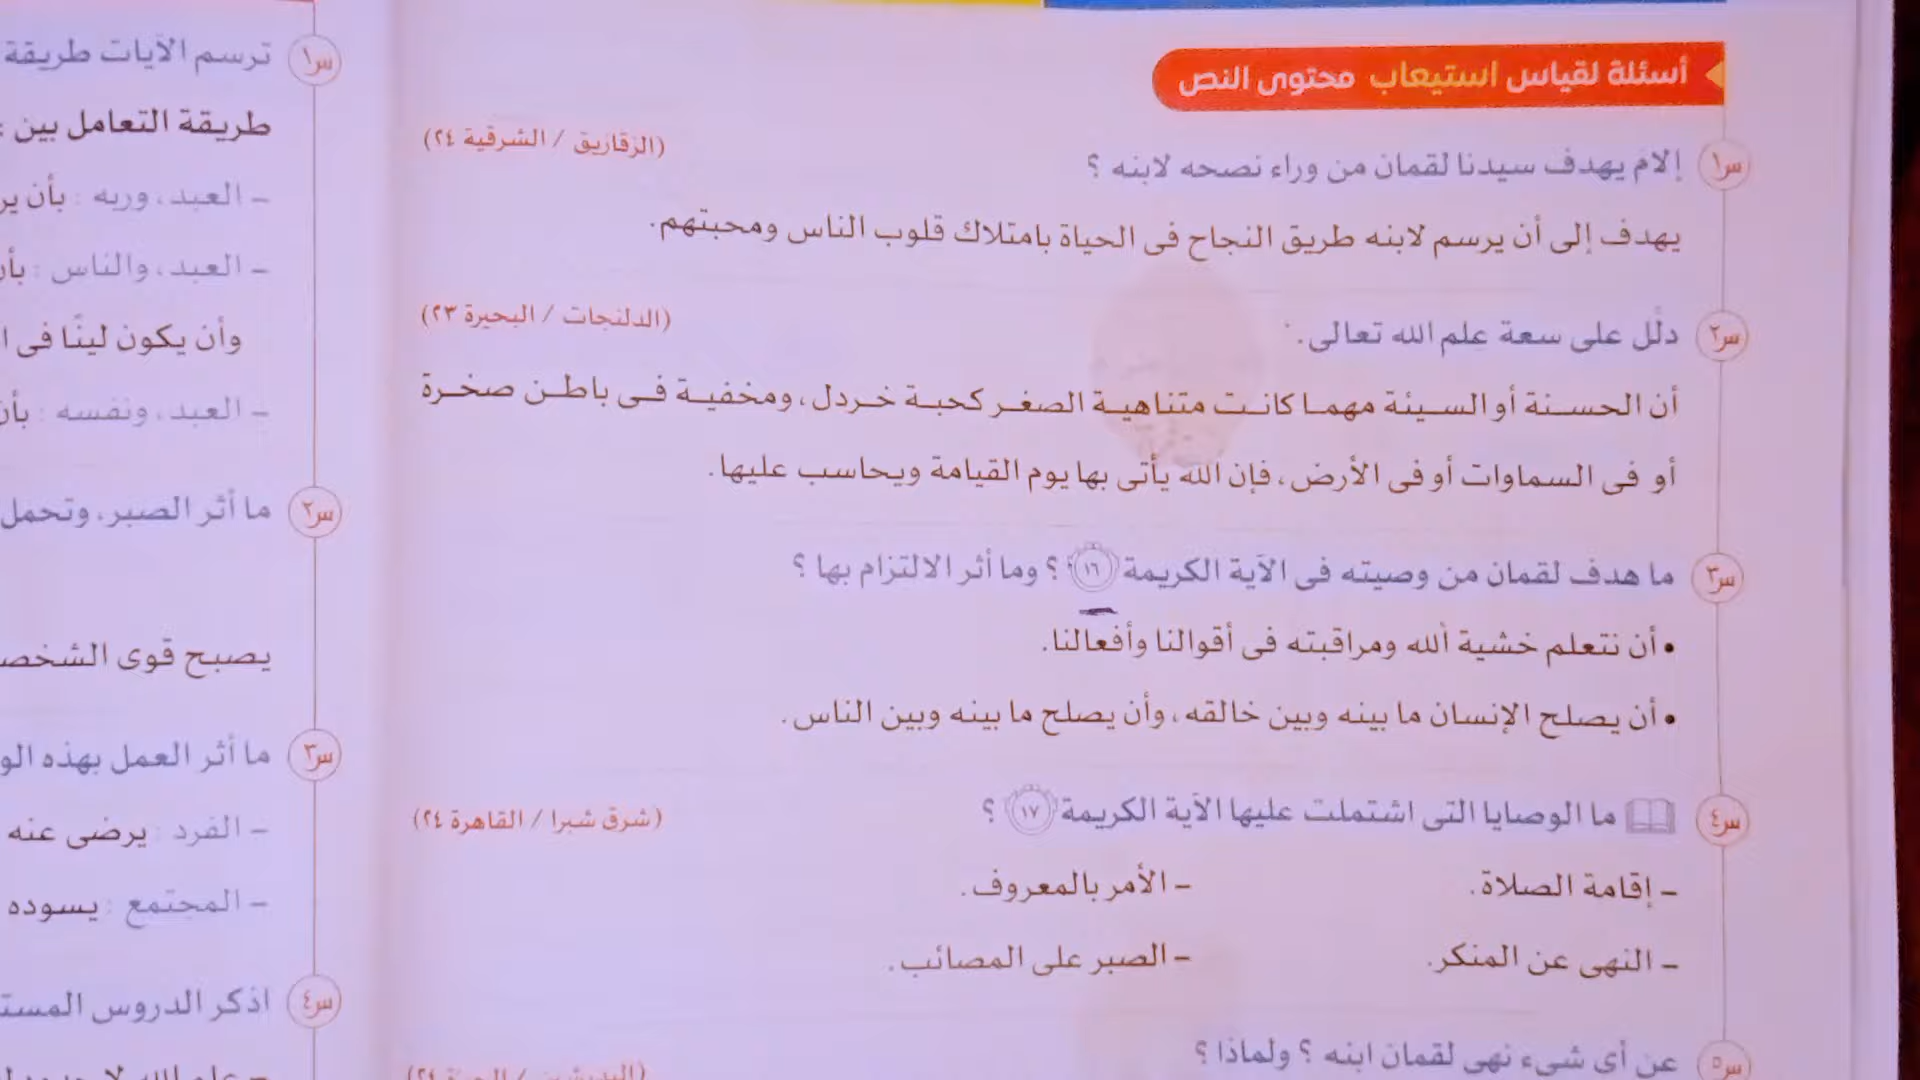 أسئلة لقياس استيعاب محتوى النص
س١ إلامَ يهدف سيدنا لقمان من وراء نصحه لابنه ؟ (الزقازيق / الشرقية ٢٤)
يهدف إلى أن يرسم لابنه طريق النجاح فى الحياة بامتلاك قلوب الناس ومحبتهم.
س٢ دلِّل على سعة علم الله تعالى. (الدلنجات / البحيرة ٢٣)
أن الحسنة أو السيئة مهما كانت متناهية الصغر كحبة خردل، ومخفية فى باطن صخرة
أو فى السماوات أو فى الأرض، فإن الله يأتى بها يوم القيامة ويحاسب عليها.
س٣ ما هدف لقمان من وصيته فى الآية الكريمة ١٦ ؟ وما أثر الالتزام بها ؟
• أن نتعلم خشية الله ومراقبته فى أقوالنا وأفعالنا.
• أن يصلح الإنسان ما بينه وبين خالقه، وأن يصلح ما بينه وبين الناس.
س٤ ما الوصايا التى اشتملت عليها الآية الكريمة ١٧ ؟ (شرق شبرا / القاهرة ٢٤)
– إقامة الصلاة. – الأمر بالمعروف.
– النهى عن المنكر. – الصبر على المصائب.
س٥ عن أى شىء نهى لقمان ابنه ؟ ولماذا ؟
س١ ترسم الآيات طريقة
طريقة التعامل بين :
– العبد، وربه : بأن
– العبد، والناس :
وأن يكون لينًا فى
– العبد، ونفسه :
س٢ ما أثر الصبر، وتحمل
يصبح قوى
س٣ ما أثر العمل بهذه
– الفرد : يرضى عنه
– المجتمع : يسوده
س٤ اذكر الدروس